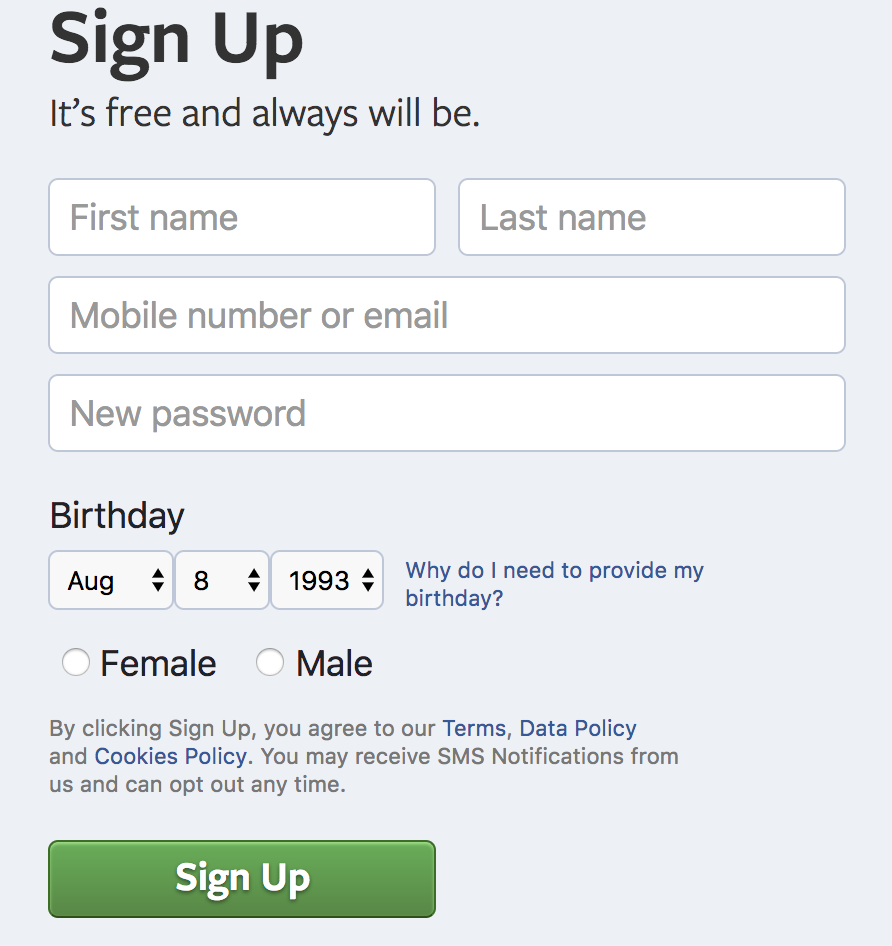 Sign Up
It’s free and always will be.
First name Last name
Mobile number or email
New password
Birthday
Aug 8 1993 Why do I need to provide my
birthday?
Female Male
By clicking Sign Up, you agree to our Terms, Data Policy
and Cookies Policy. You may receive SMS Notifications from
us and can opt out any time.
Sign Up